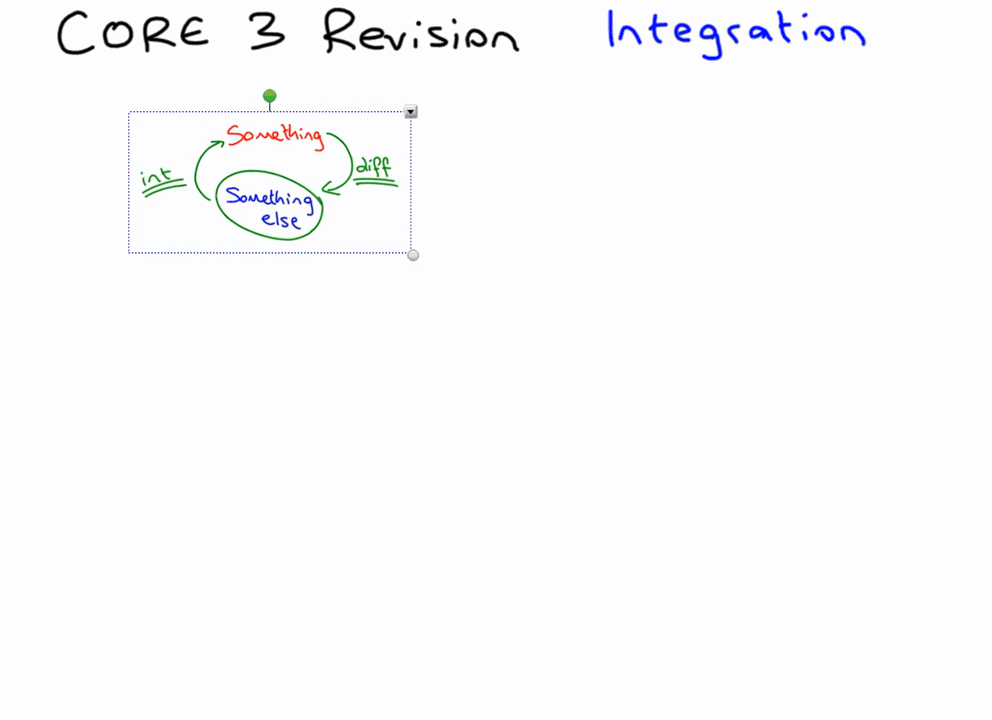 CORE 3 Revision Integration
Something
int diff
Something
else